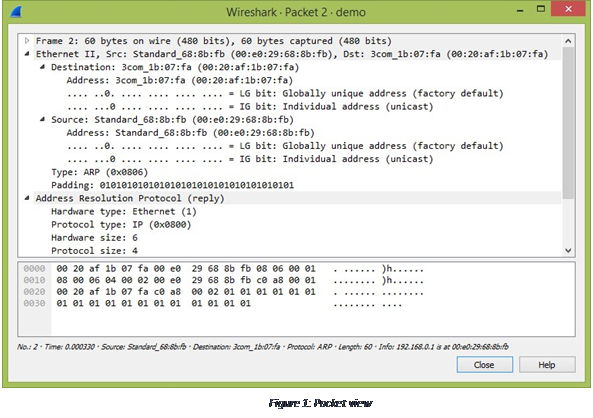 Wireshark · Packet 2 · demo
Frame 2: 60 bytes on wire (480 bits), 60 bytes captured (480 bits)
Ethernet II, Src: Standard_68:8b:fb (00:e0:29:68:8b:fb), Dst: 3com_1b:07:fa (00:20:af:1b:07:fa)
Destination: 3com_1b:07:fa (00:20:af:1b:07:fa)
Address: 3com_1b:07:fa (00:20:af:1b:07:fa)
.... ..0. .... .... .... .... = LG bit: Globally unique address (factory default)
.... ...0 .... .... .... .... = IG bit: Individual address (unicast)
Source: Standard_68:8b:fb (00:e0:29:68:8b:fb)
Address: Standard_68:8b:fb (00:e0:29:68:8b:fb)
.... ..0. .... .... .... .... = LG bit: Globally unique address (factory default)
.... ...0 .... .... .... .... = IG bit: Individual address (unicast)
Type: ARP (0x0806)
Padding: 010101010101010101010101010101010101
Address Resolution Protocol (reply)
Hardware type: Ethernet (1)
Protocol type: IP (0x0800)
Hardware size: 6
Protocol size: 4
0000 00 20 af 1b 07 fa 00 e0 29 68 8b fb 08 06 00 01 . ...... )h......
0010 08 00 06 04 00 02 00 e0 29 68 8b fb c0 a8 00 01 ........ )h......
0020 00 20 af 1b 07 fa c0 a8 00 02 01 01 01 01 01 01 . ...... ........
0030 01 01 01 01 01 01 01 01 01 01 01 01 ........ ....
No.: 2 · Time: 0.000330 · Source: Standard_68:8b:fb · Destination: 3com_1b:07:fa · Protocol: ARP · Length: 60 · Info: 192.168.0.1 is at 00:e0:29:68:8b:fb
Close Help
Figure 1: Packet view